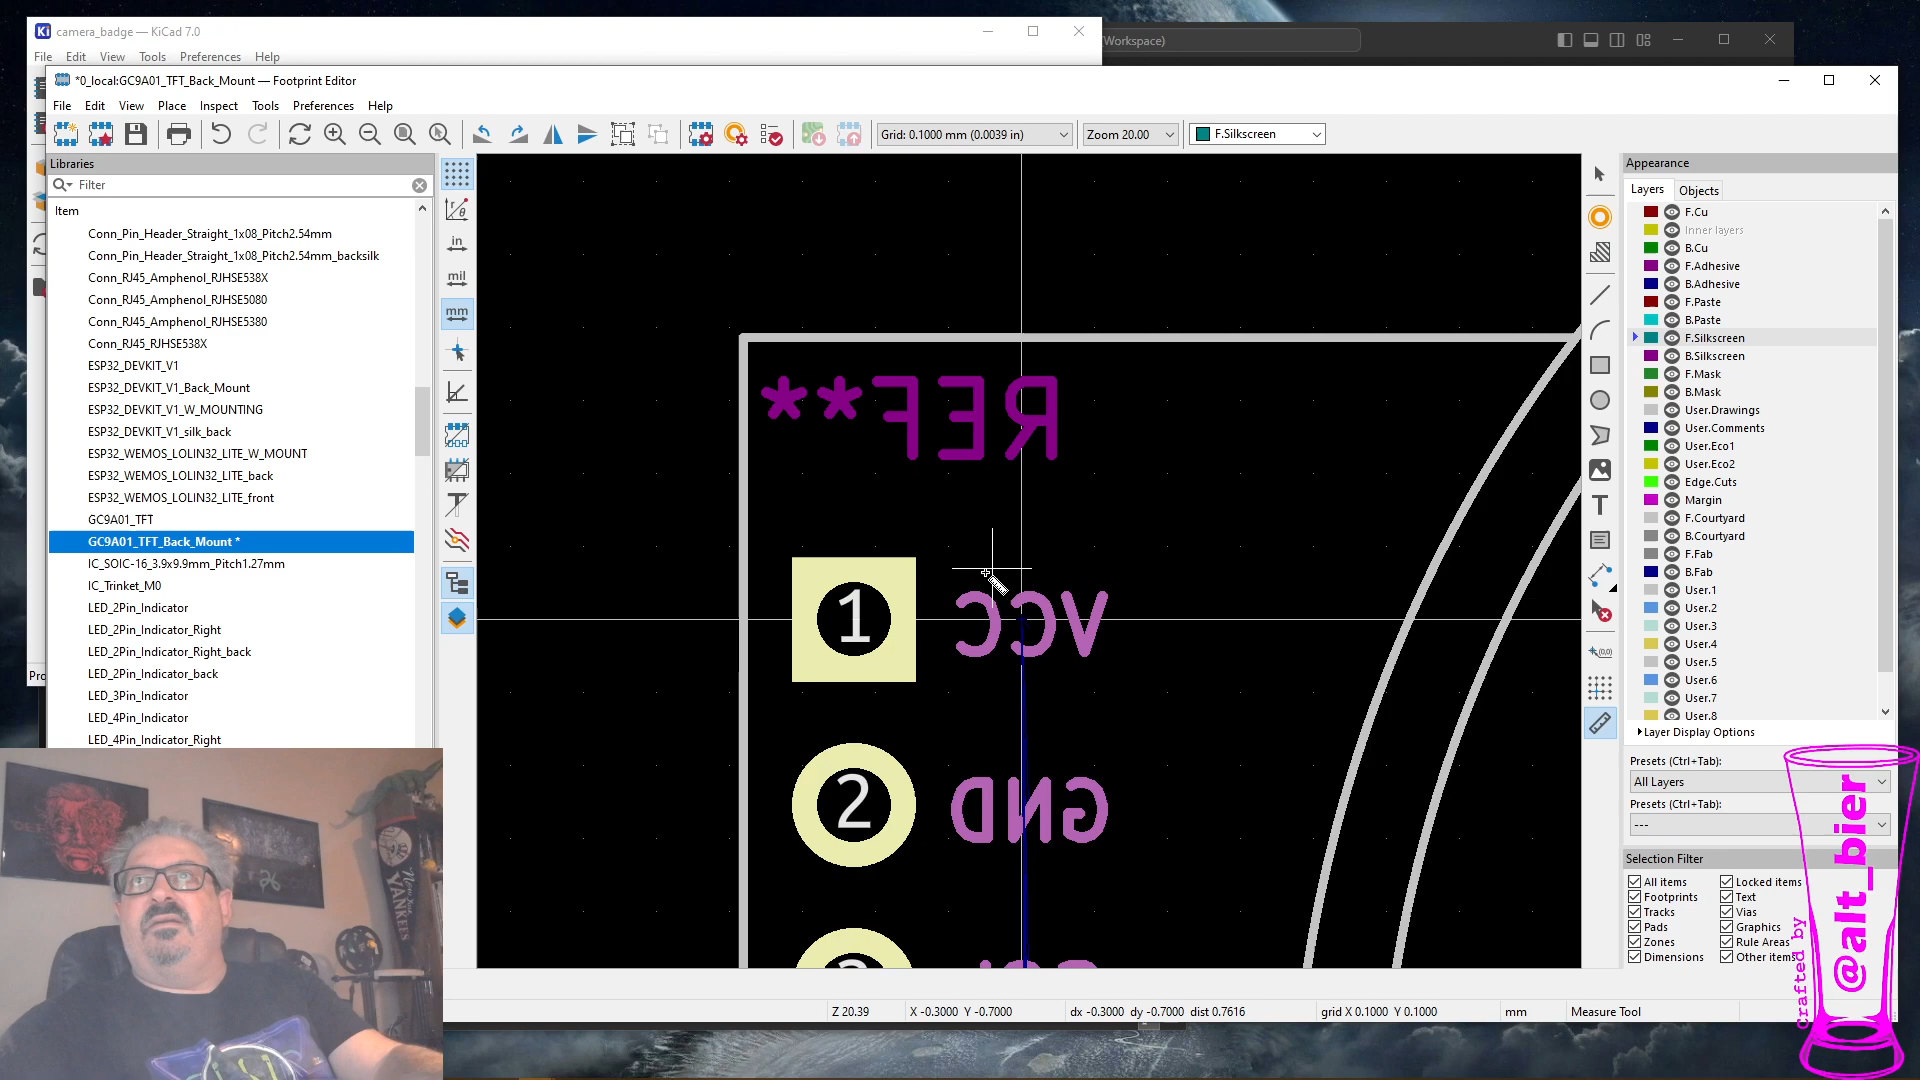 camera_badge — KiCad 7.0
File Edit View Tools Preferences Help
(Workspace)
*0_local:GC9A01_TFT_Back_Mount — Footprint Editor
File Edit View Place Inspect Tools Preferences Help
Grid: 0.1000 mm (0.0039 in)
Zoom 20.00
F.Silkscreen
Libraries
Filter
Item
Conn_Pin_Header_Straight_1x08_Pitch2.54mm
Conn_Pin_Header_Straight_1x08_Pitch2.54mm_backsilk
Conn_RJ45_Amphenol_RJHSE538X
Conn_RJ45_Amphenol_RJHSE5080
Conn_RJ45_Amphenol_RJHSE5380
Conn_RJ45_RJHSE538X
ESP32_DEVKIT_V1
ESP32_DEVKIT_V1_Back_Mount
ESP32_DEVKIT_V1_W_MOUNTING
ESP32_DEVKIT_V1_silk_back
ESP32_WEMOS_LOLIN32_LITE_W_MOUNT
ESP32_WEMOS_LOLIN32_LITE_back
ESP32_WEMOS_LOLIN32_LITE_front
GC9A01_TFT
GC9A01_TFT_Back_Mount *
IC_SOIC-16_3.9x9.9mm_Pitch1.27mm
IC_Trinket_M0
LED_2Pin_Indicator
LED_2Pin_Indicator_Right
LED_2Pin_Indicator_Right_back
LED_2Pin_Indicator_back
LED_3Pin_Indicator
LED_4Pin_Indicator
LED_4Pin_Indicator_Right
in
mil
mm
REF**
1
VCC
2
GND
Appearance
Layers Objects
F.Cu
Inner layers
B.Cu
F.Adhesive
B.Adhesive
F.Paste
B.Paste
F.Silkscreen
B.Silkscreen
F.Mask
B.Mask
User.Drawings
User.Comments
User.Eco1
User.Eco2
Edge.Cuts
Margin
F.Courtyard
B.Courtyard
F.Fab
B.Fab
User.1
User.2
User.3
User.4
User.5
User.6
User.7
User.8
Layer Display Options
Presets (Ctrl+Tab):
All Layers
Presets (Ctrl+Tab):
---
Selection Filter
All items Locked items
Footprints Text
Tracks Vias
Pads Graphics
Zones Rule Areas
Dimensions Other items
Z 20.39
X -0.3000 Y -0.7000
dx -0.3000 dy -0.7000 dist 0.7616
grid X 0.1000 Y 0.1000
mm
Measure Tool
Crafted by
@alt_bier
YANKEES